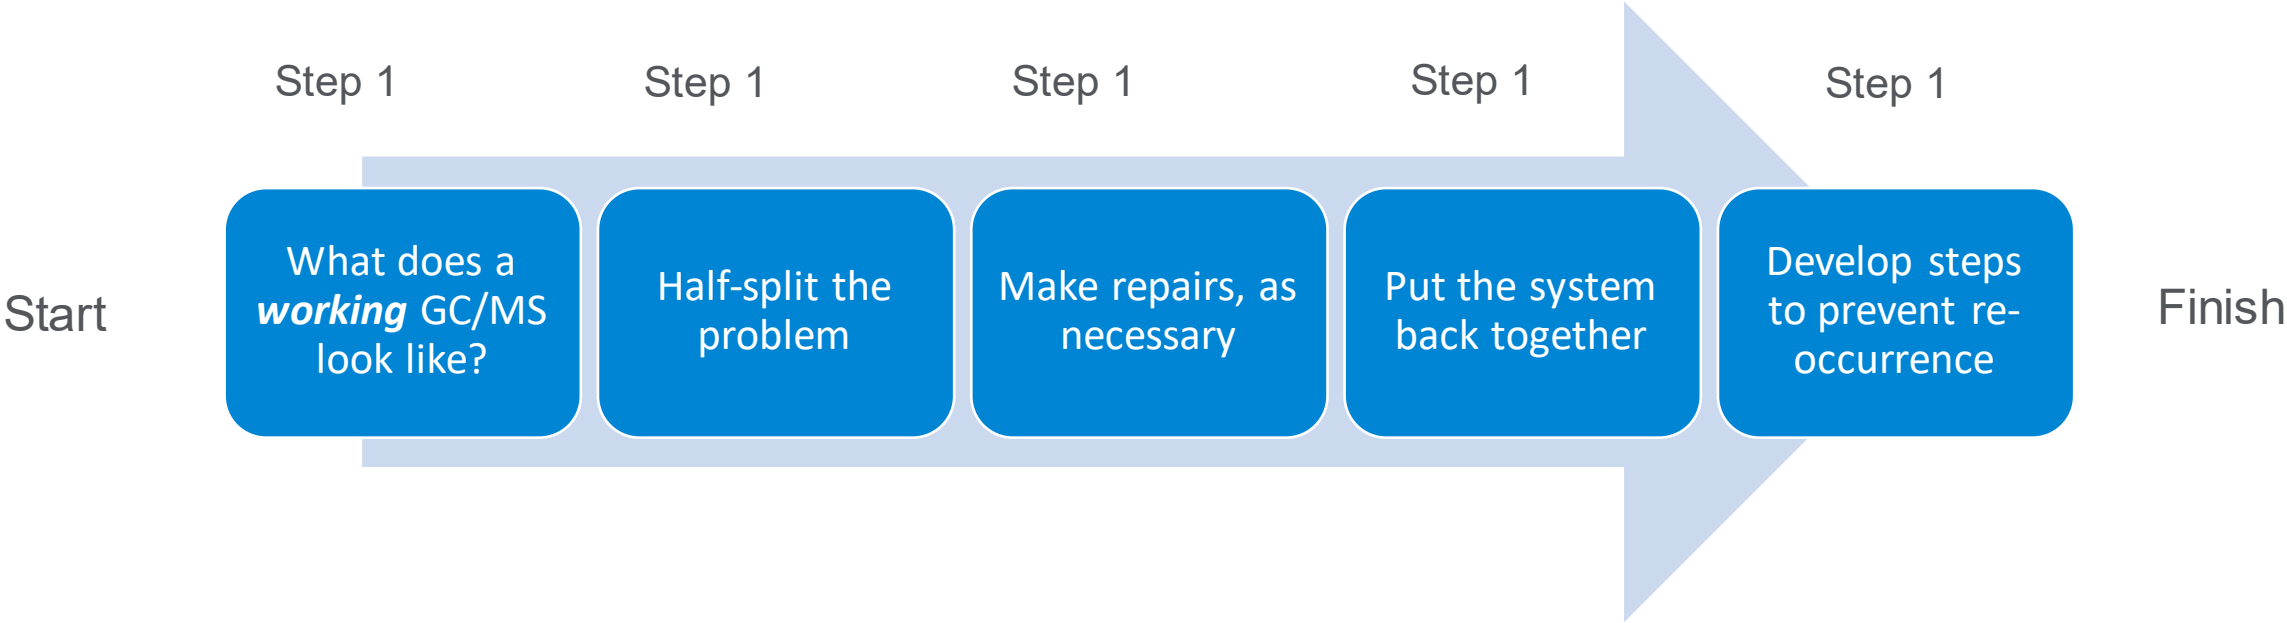 Step 1
Step 1
Step 1
Step 1
Step 1
Start
What does a
working GC/MS
look like?
Half-split the
problem
Make repairs, as
necessary
Put the system
back together
Develop steps
to prevent re-
occurrence
Finish